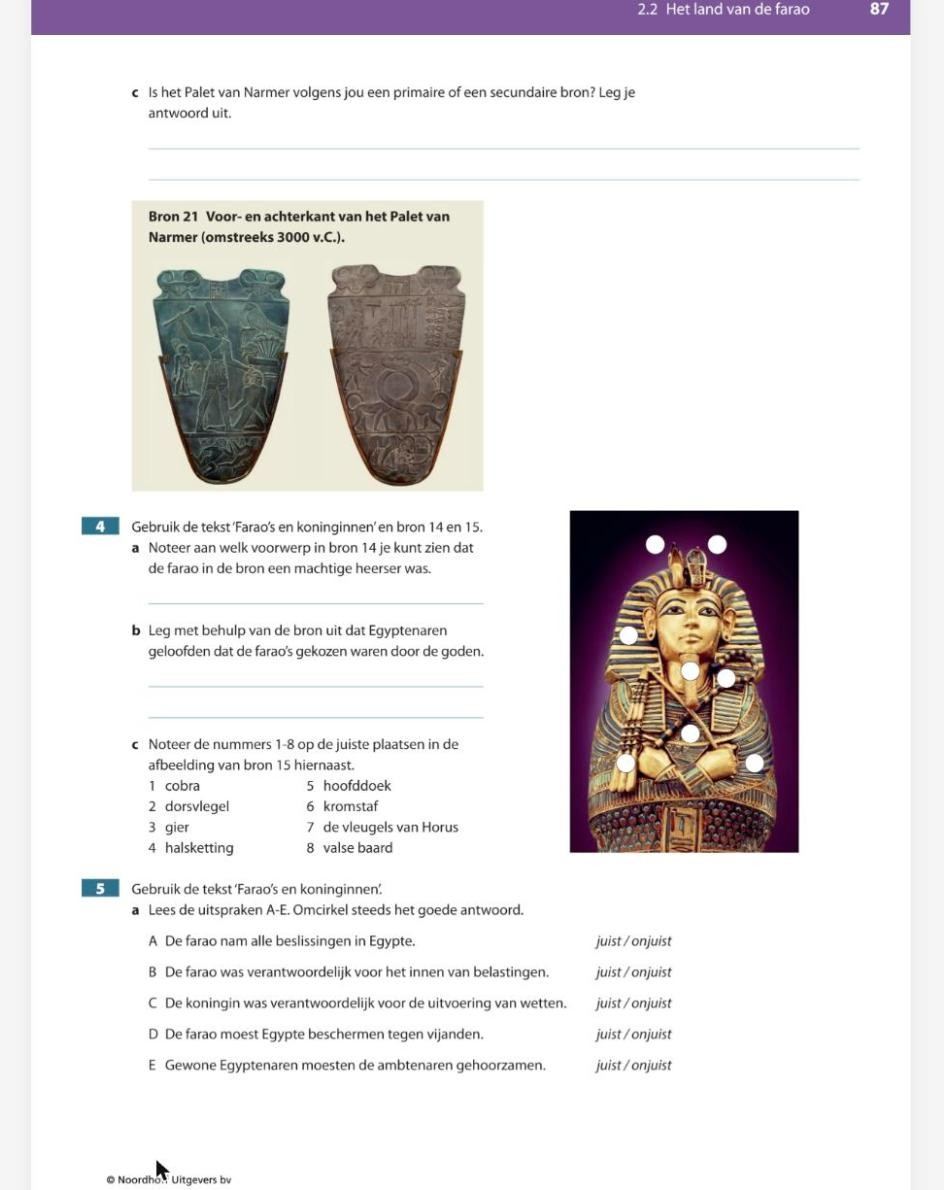 2.2 Het land van de farao 87
c Is het Palet van Narmer volgens jou een primaire of een secundaire bron? Leg je
antwoord uit.
Bron 21 Voor- en achterkant van het Palet van
Narmer (omstreeks 3000 v.C.).
4 Gebruik de tekst 'Farao's en koninginnen' en bron 14 en 15.
a Noteer aan welk voorwerp in bron 14 je kunt zien dat
de farao in de bron een machtige heerser was.
b Leg met behulp van de bron uit dat Egyptenaren
geloofden dat de farao's gekozen waren door de goden.
c Noteer de nummers 1-8 op de juiste plaatsen in de
afbeelding van bron 15 hiernaast.
1 cobra 5 hoofddoek
2 dorsvlegel 6 kromstaf
3 gier 7 de vleugels van Horus
4 halsketting 8 valse baard
5 Gebruik de tekst 'Farao's en koninginnen'.
a Lees de uitspraken A-E. Omcirkel steeds het goede antwoord.
A De farao nam alle beslissingen in Egypte. juist / onjuist
B De farao was verantwoordelijk voor het innen van belastingen. juist / onjuist
C De koningin was verantwoordelijk voor de uitvoering van wetten. juist / onjuist
D De farao moest Egypte beschermen tegen vijanden. juist / onjuist
E Gewone Egyptenaren moesten de ambtenaren gehoorzamen. juist / onjuist
© Noordhoff Uitgevers bv